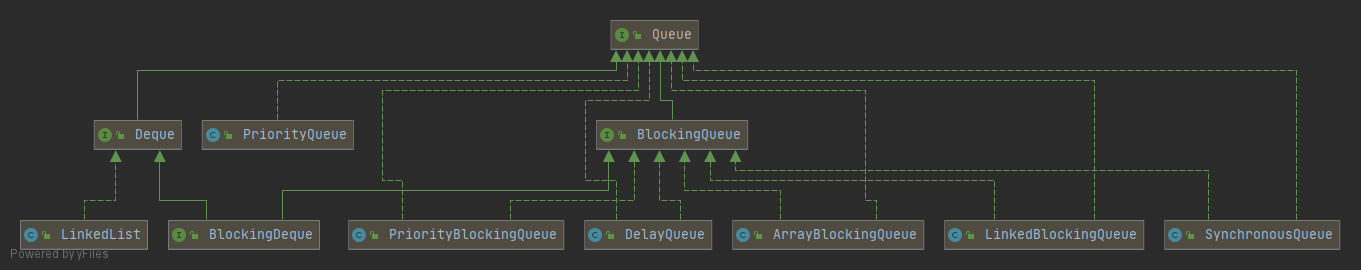 Queue
Deque
PriorityQueue
BlockingQueue
LinkedList
BlockingDeque
PriorityBlockingQueue
DelayQueue
ArrayBlockingQueue
LinkedBlockingQueue
SynchronousQueue
Powered by yFiles